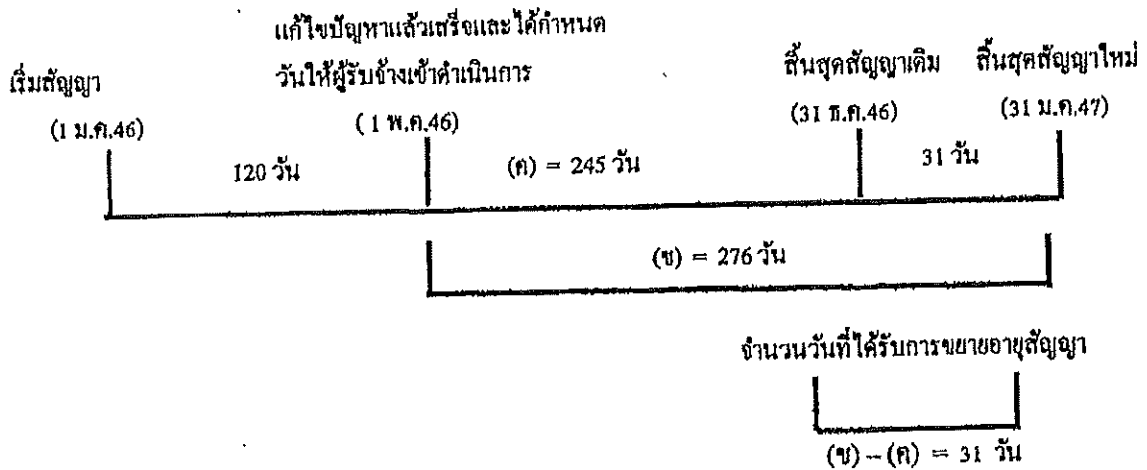 แก้ไขปัญหาแล้วเสร็จและได้กำหนด
วันให้ผู้รับจ้างเข้าดำเนินการ
เริ่มสัญญา
สิ้นสุดสัญญาเดิม
สิ้นสุดสัญญาใหม่
(1 ม.ค.46)
(1 พ.ค.46)
(31 ธ.ค.46)
(31 ม.ค.47)
120 วัน
(ค) = 245 วัน
31 วัน
(ช) = 276 วัน
จำนวนวันที่ได้รับการขยายอายุสัญญา
(ช) – (ค) = 31 วัน